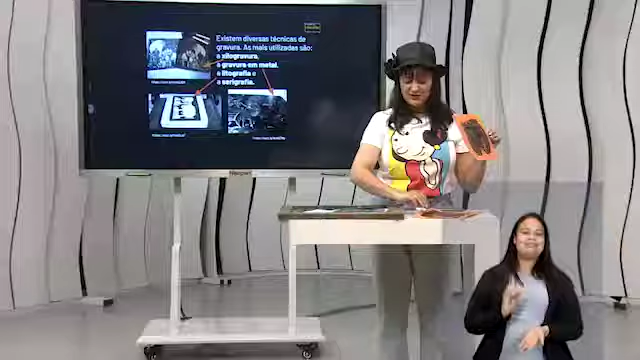 Existem diversas técnicas de
gravura. As mais utilizadas são:
a xilogravura,
a gravura em metal,
a litografia e
a serigrafia.